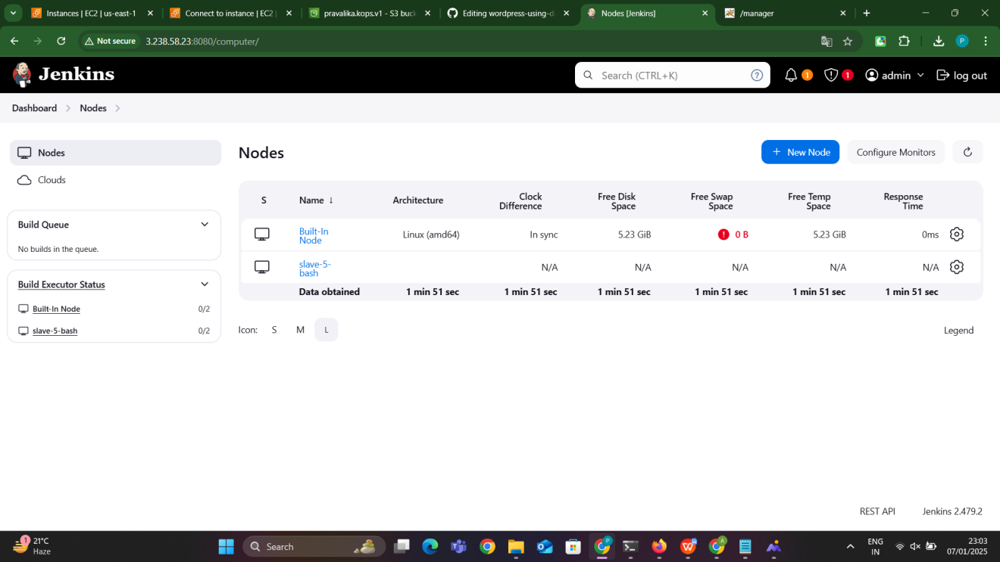 Instances | EC2 | us-east-1
Connect to instance | EC2 |
pravalika.kops.v1 - S3 buck
Editing wordpress-using-d
Nodes [Jenkins]
/manager
Not secure
3.238.58.23:8080/computer/
P
Jenkins
Search (CTRL+K)
?
1
1
admin
log out
Dashboard
Nodes
Nodes
Clouds
Build Queue
No builds in the queue.
Build Executor Status
Built-In Node
0/2
slave-5-bash
0/2
Nodes
+ New Node
Configure Monitors
S
Name ↓
Architecture
Clock
Difference
Free Disk
Space
Free Swap
Space
Free Temp
Space
Response
Time
Built-In
Node
Linux (amd64)
In sync
5.23 GiB
! 0 B
5.23 GiB
0ms
slave-5-
bash
N/A
N/A
N/A
N/A
N/A
Data obtained
1 min 51 sec
1 min 51 sec
1 min 51 sec
1 min 51 sec
1 min 51 sec
1 min 51 sec
Icon:
S
M
L
Legend
REST API
Jenkins 2.479.2
1
21°C
Haze
Search
P
A
ENG
IN
23:03
07/01/2025